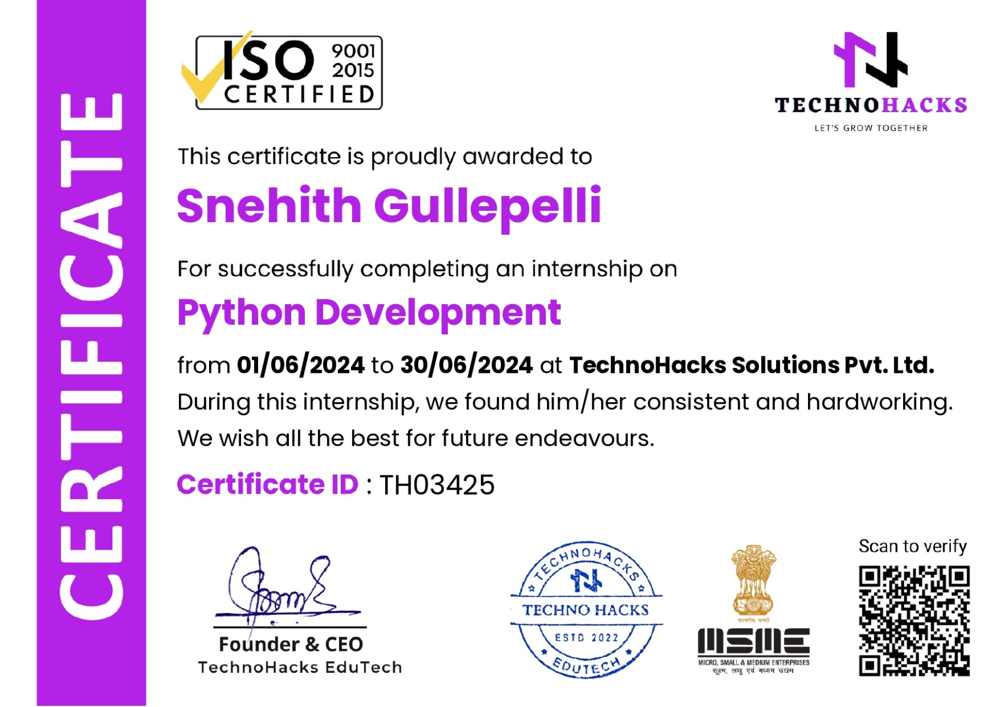 CERTIFICATE
ISO 9001
2015
CERTIFIED
TECHNOHACKS
LET'S GROW TOGETHER
This certificate is proudly awarded to
Snehith Gullepelli
For successfully completing an internship on
Python Development
from 01/06/2024 to 30/06/2024 at TechnoHacks Solutions Pvt. Ltd.
During this internship, we found him/her consistent and hardworking.
We wish all the best for future endeavours.
Certificate ID : TH03425
Founder & CEO
TechnoHacks EduTech
TECHNOHACKS
TECHNO HACKS
ESTD 2022
EDUTECH
सत्यमेव जयते
MSME
MICRO, SMALL & MEDIUM ENTERPRISES
सूक्ष्म, लघु एवं मध्यम उद्यम
Scan to verify